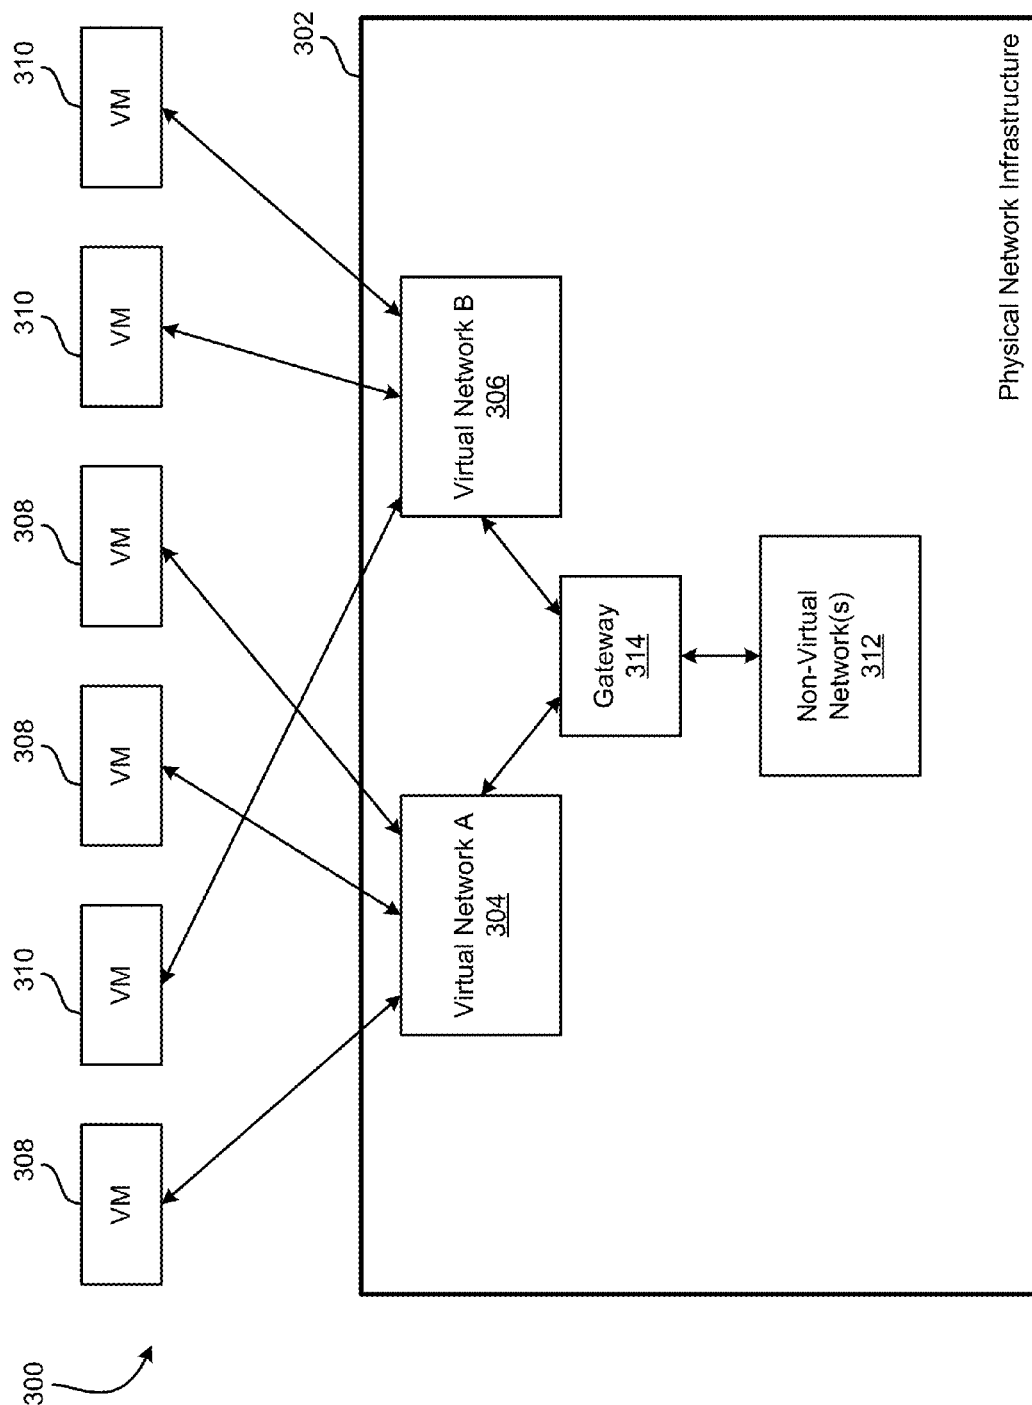 300
308
310
308
308
310
310
VM
VM
VM
VM
VM
VM
302
Virtual Network A
304
Virtual Network B
306
Gateway
314
Non-Virtual
Network(s)
312
Physical Network Infrastructure